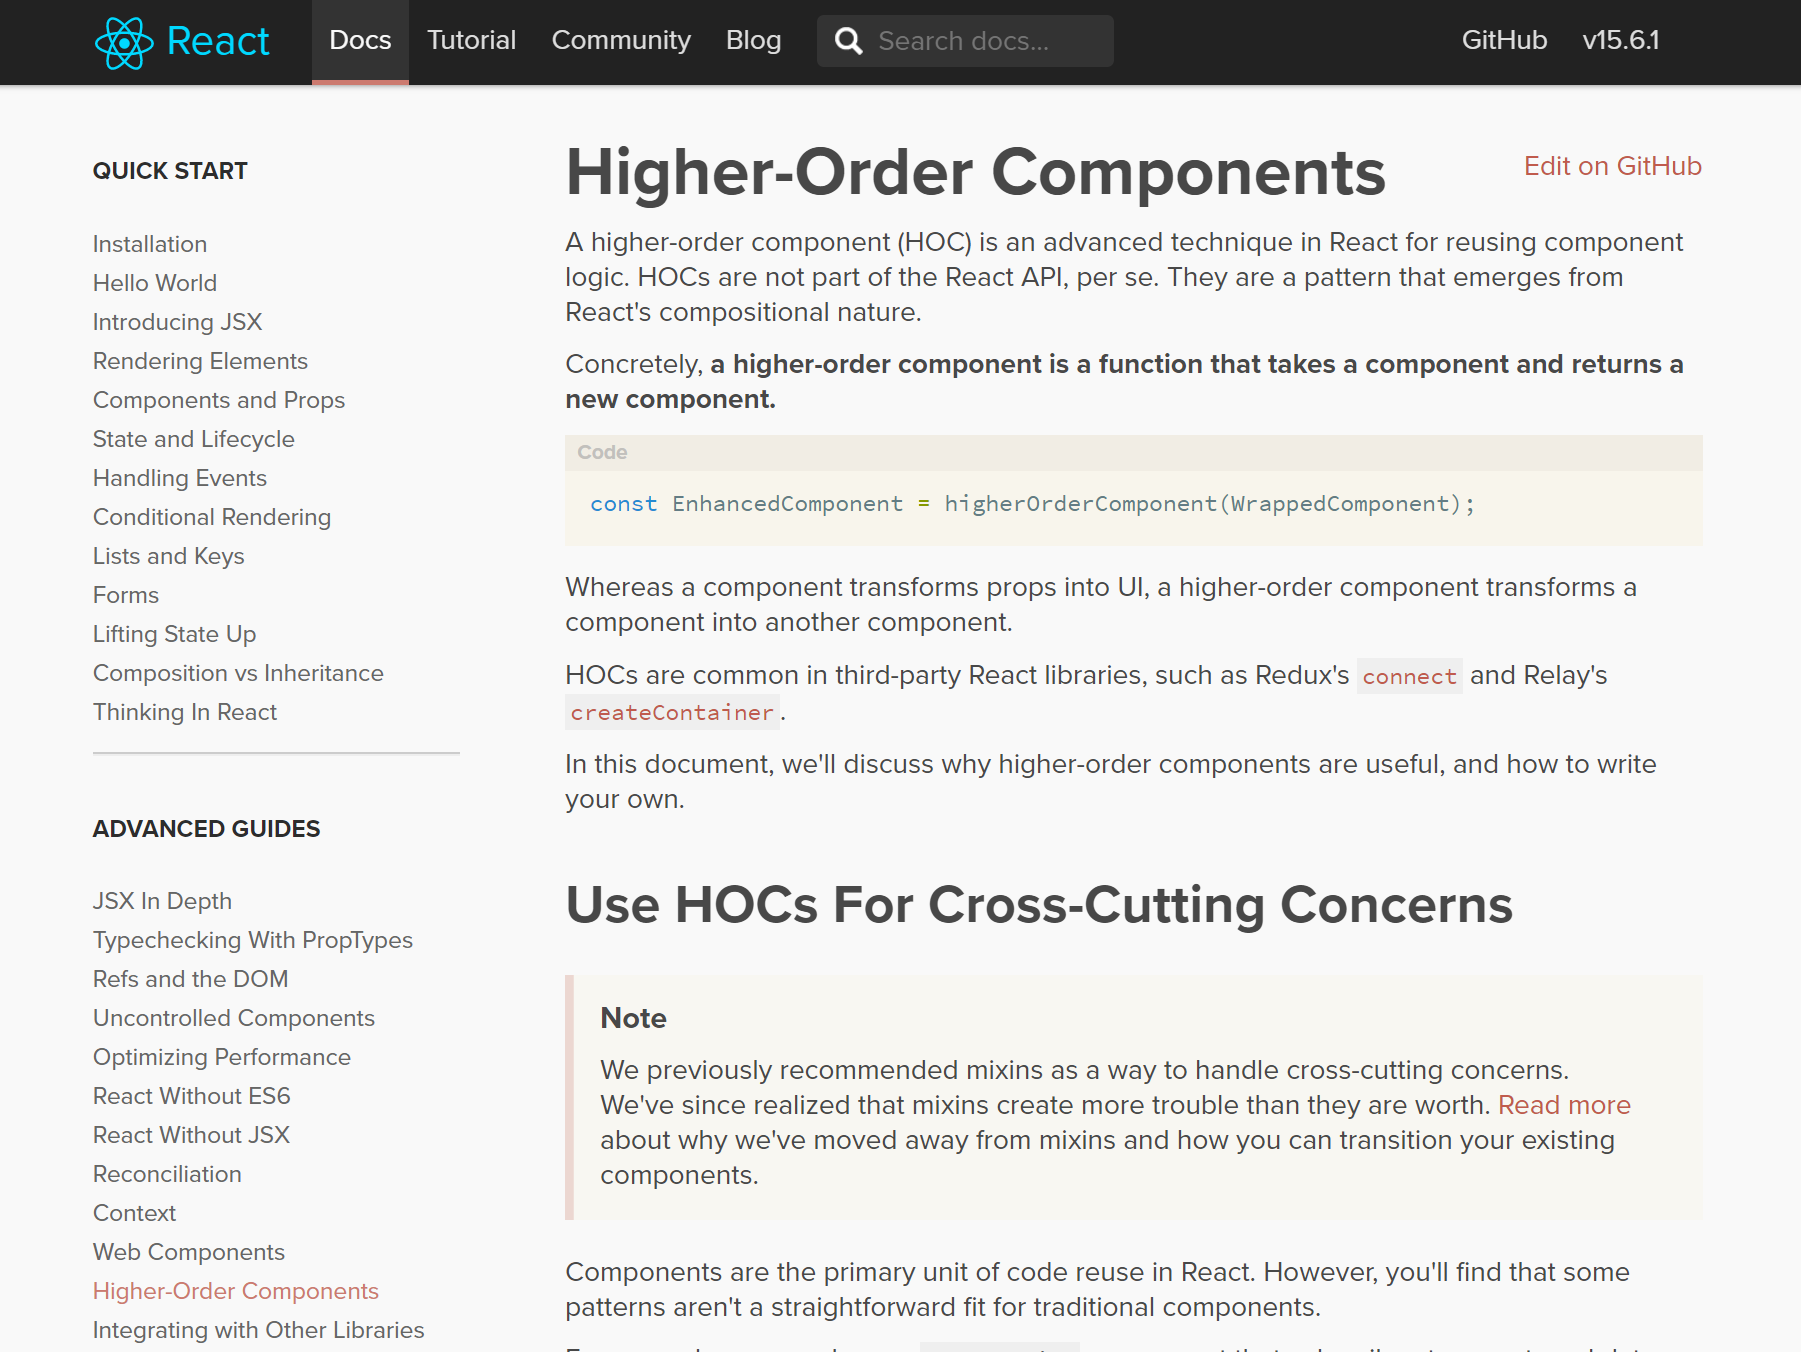 React Docs Tutorial Community Blog Search docs... GitHub v15.6.1
QUICK START
Installation
Hello World
Introducing JSX
Rendering Elements
Components and Props
State and Lifecycle
Handling Events
Conditional Rendering
Lists and Keys
Forms
Lifting State Up
Composition vs Inheritance
Thinking In React
ADVANCED GUIDES
JSX In Depth
Typechecking With PropTypes
Refs and the DOM
Uncontrolled Components
Optimizing Performance
React Without ES6
React Without JSX
Reconciliation
Context
Web Components
Higher-Order Components
Integrating with Other Libraries
Higher-Order Components
Edit on GitHub
A higher-order component (HOC) is an advanced technique in React for reusing component
logic. HOCs are not part of the React API, per se. They are a pattern that emerges from
React's compositional nature.
Concretely, a higher-order component is a function that takes a component and returns a
new component.
Code
const EnhancedComponent = higherOrderComponent(WrappedComponent);
Whereas a component transforms props into UI, a higher-order component transforms a
component into another component.
HOCs are common in third-party React libraries, such as Redux's connect and Relay's
createContainer.
In this document, we'll discuss why higher-order components are useful, and how to write
your own.
Use HOCs For Cross-Cutting Concerns
Note
We previously recommended mixins as a way to handle cross-cutting concerns.
We've since realized that mixins create more trouble than they are worth. Read more
about why we've moved away from mixins and how you can transition your existing
components.
Components are the primary unit of code reuse in React. However, you'll find that some
patterns aren't a straightforward fit for traditional components.